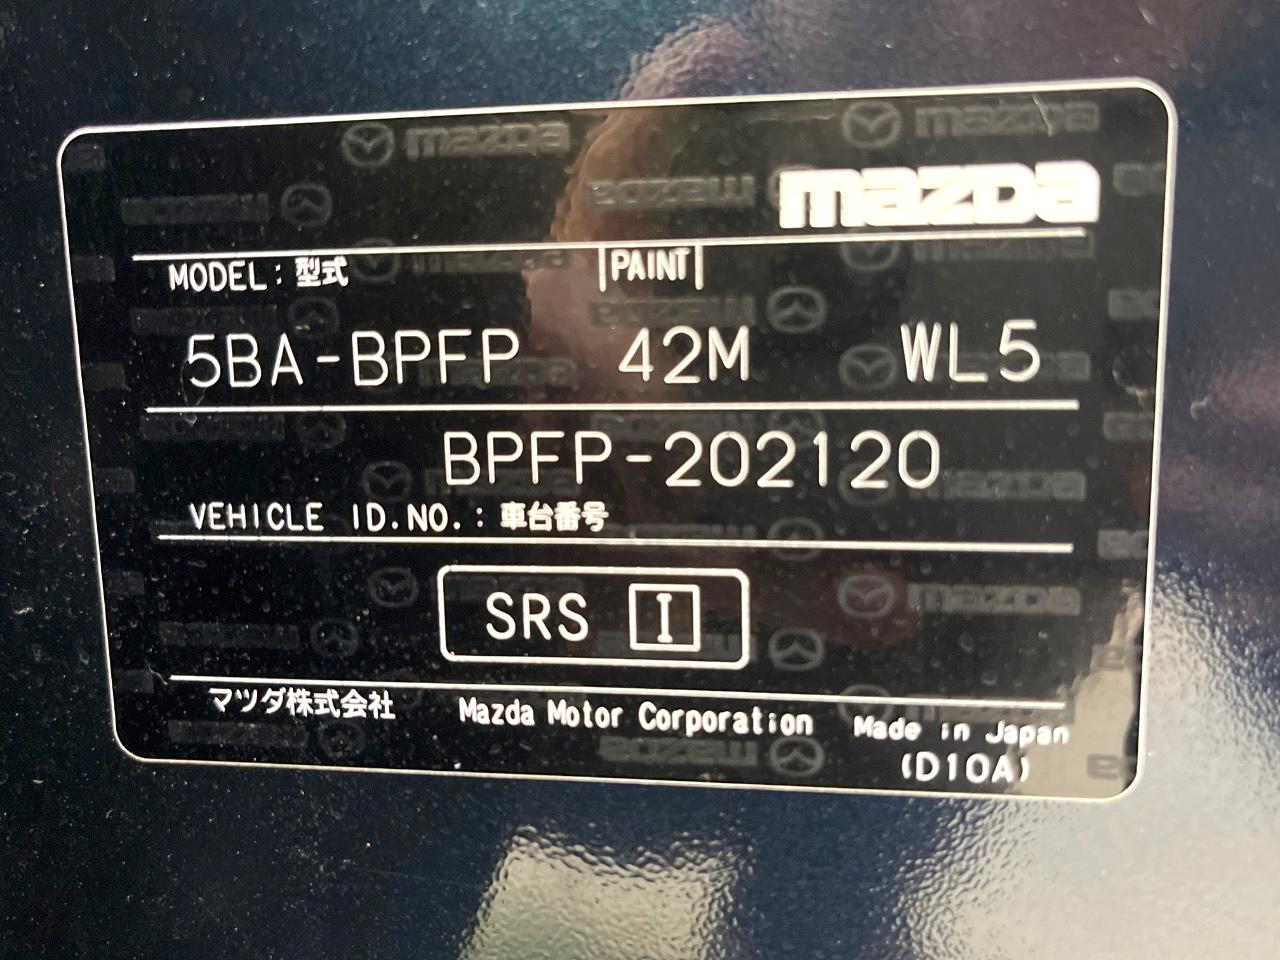 mazda
MODEL:型式 |PAINT|
5BA-BPFP 42M WL5
BPFP-202120
VEHICLE ID.NO.:車台番号
SRS I
マツダ株式会社 Mazda Motor Corporation Made in Japan
(D10A)